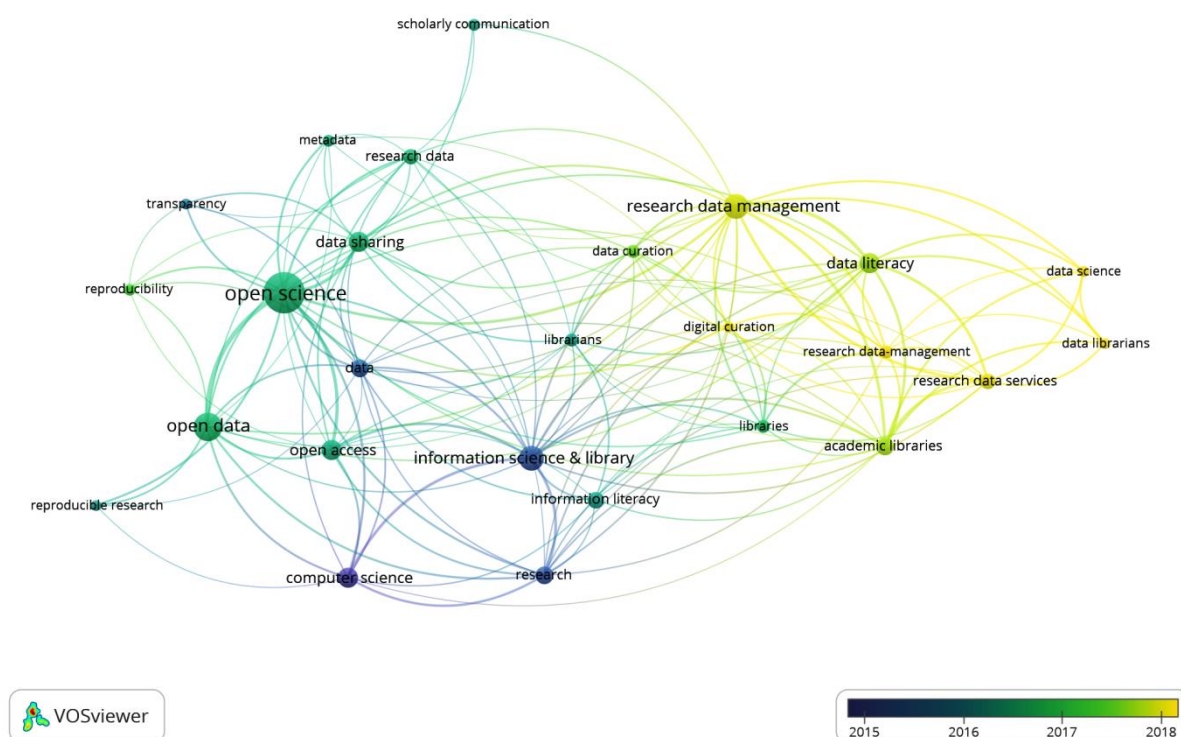 scholarly communication
metadata
research data
transparency
research data management
data sharing
data curation
data literacy
data science
reproducibility
open science
digital curation
librarians
research data-management
data librarians
data
research data services
open data
libraries
open access
academic libraries
information science & library
information literacy
reproducible research
computer science
research
VOSviewer
2015 2016 2017 2018